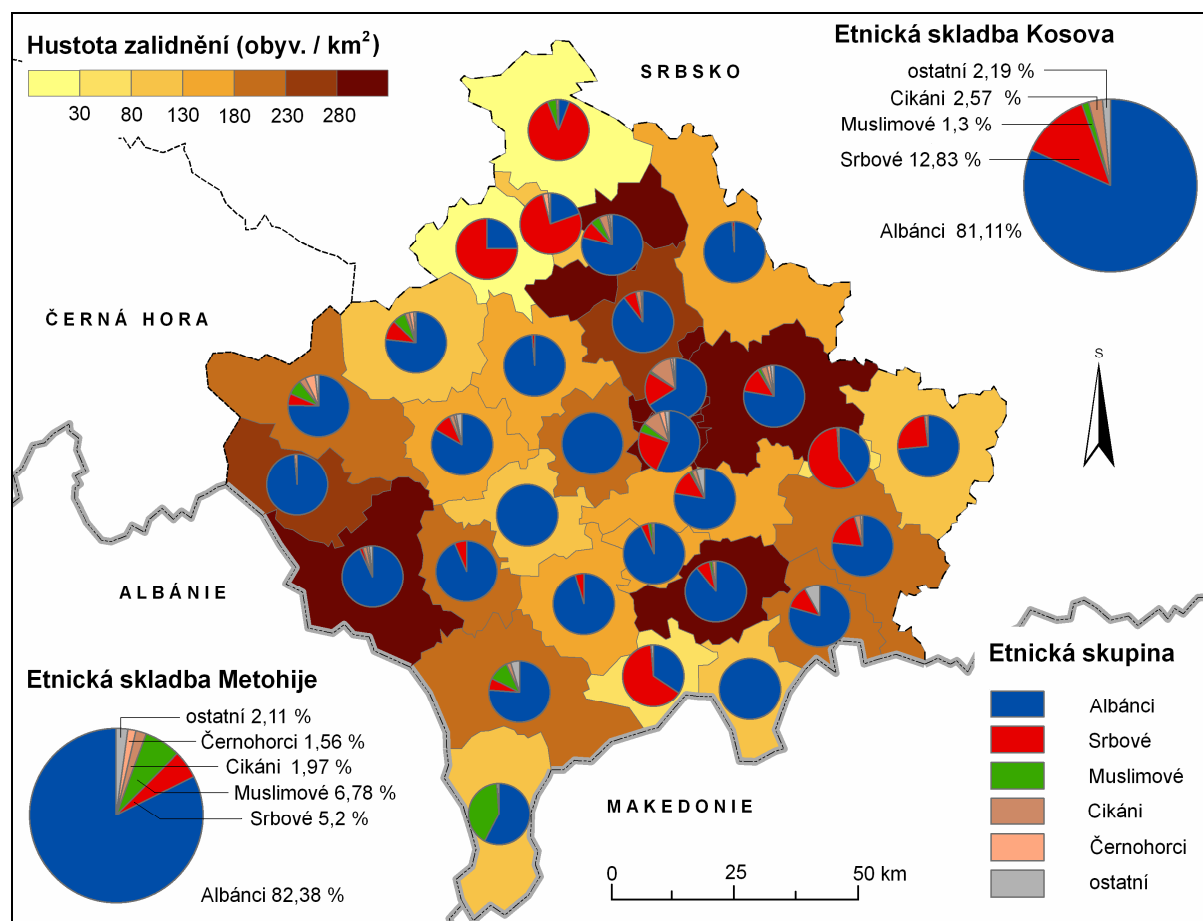 Hustota zalidnění (obyv. / km²)
30 80 130 180 230 280
Etnická skladba Kosova
ostatní 2,19 %
Cikáni 2,57 %
Muslimové 1,3 %
Srbové 12,83 %
Albánci 81,11%
SRBSKO
ČERNÁ HORA
S
ALBÁNIE
MAKEDONIE
Etnická skladba Metohije
ostatní 2,11 %
Černohorci 1,56 %
Cikáni 1,97 %
Muslimové 6,78 %
Srbové 5,2 %
Albánci 82,38 %
0 25 50 km
Etnická skupina
Albánci
Srbové
Muslimové
Cikáni
Černohorci
ostatní